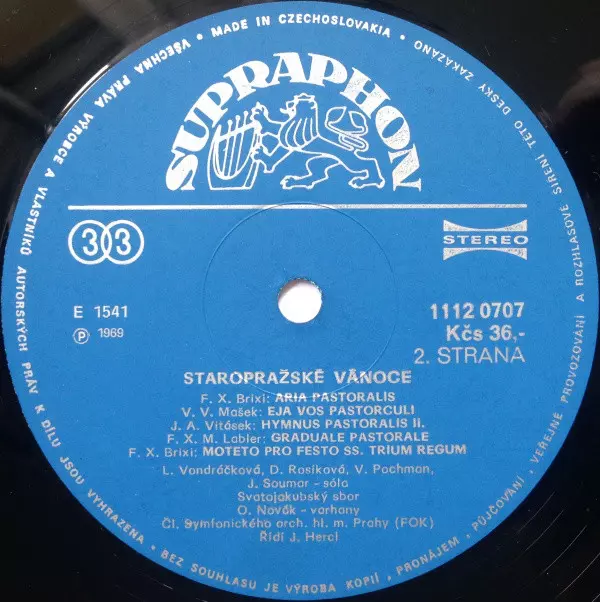 VŠECHNA PRÁVA VÝROBCE A VLASTNÍKŮ AUTORSKÝCH PRÁV K DÍLU JSOU VYHRAZENA • BEZ SOUHLASU JE VÝROBA KOPIÍ, PRONÁJEM, PŮJČOVÁNÍ, VEŘEJNÉ PROVOZOVÁNÍ A ROZHLASOVÉ ŠÍŘENÍ TÉTO DESKY ZAKÁZÁNO • MADE IN CZECHOSLOVAKIA •
SUPRAPHON
33
STEREO
E 1541
1112 0707
Ⓟ 1969
Kčs 36,-
2. STRANA
STAROPRAŽSKÉ VÁNOCE
F. X. Brixi: ARIA PASTORALIS
V. V. Mašek: EJA VOS PASTORCULI
J. A. Vitásek: HYMNUS PASTORALIS II.
F. X. M. Labler: GRADUALE PASTORALE
F. X. Brixi: MOTETO PRO FESTO SS. TRIUM REGUM
L. Vondráčková, D. Rosíková, V. Pochman,
J. Soumar - sóla
Svatojakubský sbor
O. Novák - varhany
Čl. Symfonického orch. hl. m. Prahy (FOK)
Řídí J. Hercl